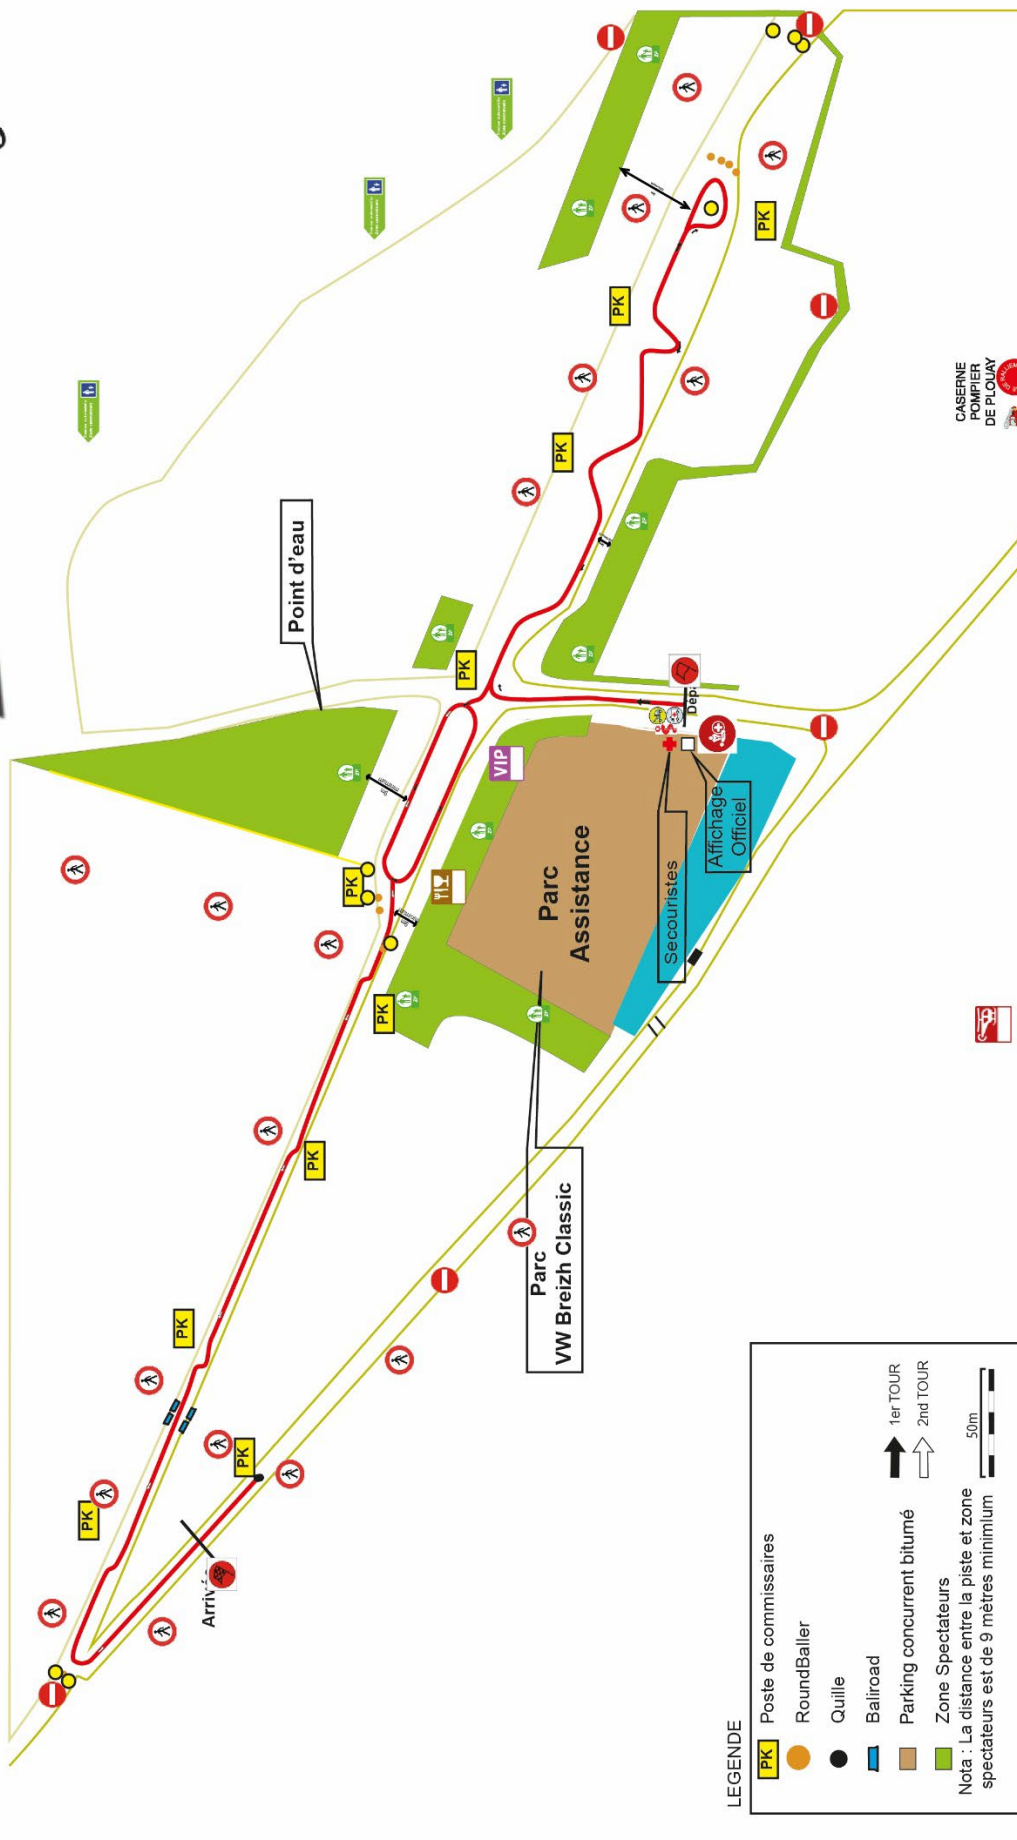 Point d'eau
PK
PK
PK
PK
PK
PK
PK
PK
PK
PK
VIP
CASERNE
POMPIER
DE PLOUAY
Parc
Assistance
Secouristes
Affichage
Officiel
Parc
VW Breizh Classic
LEGENDE
PK Poste de commissaires
RoundBaller
Quille
Baliroad
Parking concurrent bitumé
Zone Spectateurs
Nota : La distance entre la piste et zone
spectateurs est de 9 mètres minimlum
1er TOUR
2nd TOUR
50m